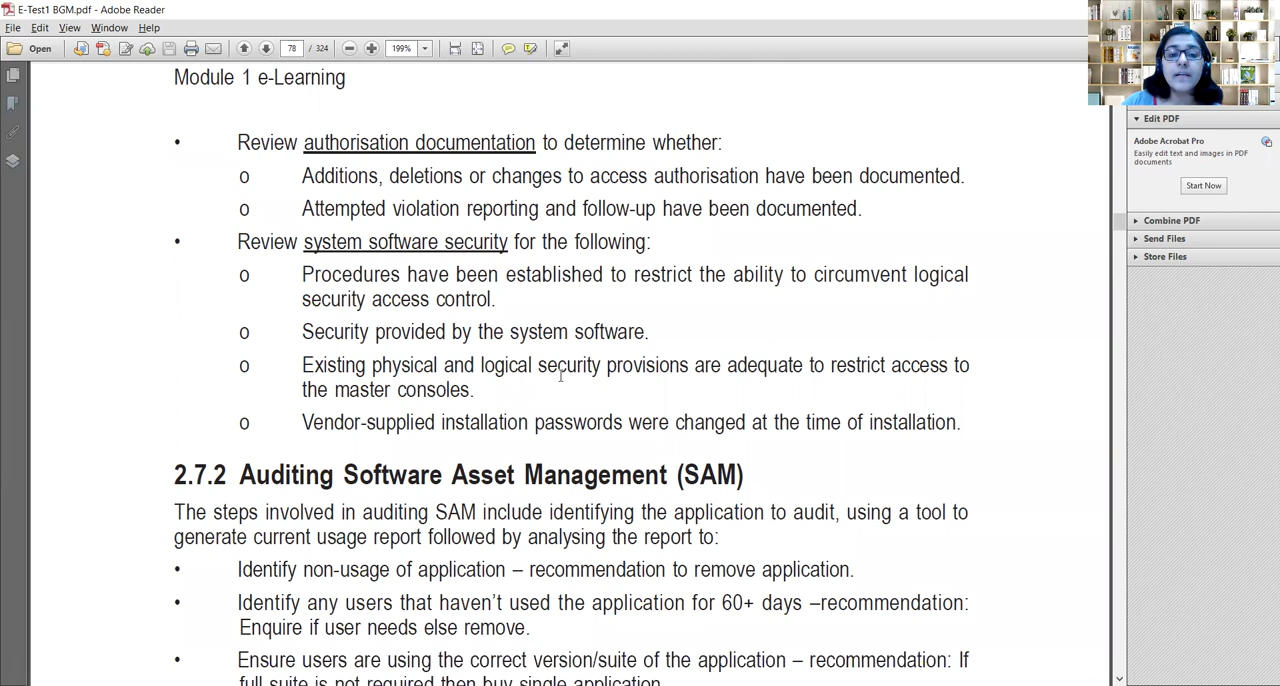 E-Test1 BGM.pdf - Adobe Reader
File Edit View Window Help
Open 78 / 324 199%
Module 1 e-Learning
• Review authorisation documentation to determine whether:
o Additions, deletions or changes to access authorisation have been documented.
o Attempted violation reporting and follow-up have been documented.
• Review system software security for the following:
o Procedures have been established to restrict the ability to circumvent logical
security access control.
o Security provided by the system software.
o Existing physical and logical security provisions are adequate to restrict access to
the master consoles.
o Vendor-supplied installation passwords were changed at the time of installation.
2.7.2 Auditing Software Asset Management (SAM)
The steps involved in auditing SAM include identifying the application to audit, using a tool to
generate current usage report followed by analysing the report to:
• Identify non-usage of application – recommendation to remove application.
• Identify any users that haven't used the application for 60+ days –recommendation:
Enquire if user needs else remove.
• Ensure users are using the correct version/suite of the application – recommendation: If
full suite is not required then buy single application.
Edit PDF
Adobe Acrobat Pro
Easily edit text and images in PDF
documents
Start Now
Combine PDF
Send Files
Store Files